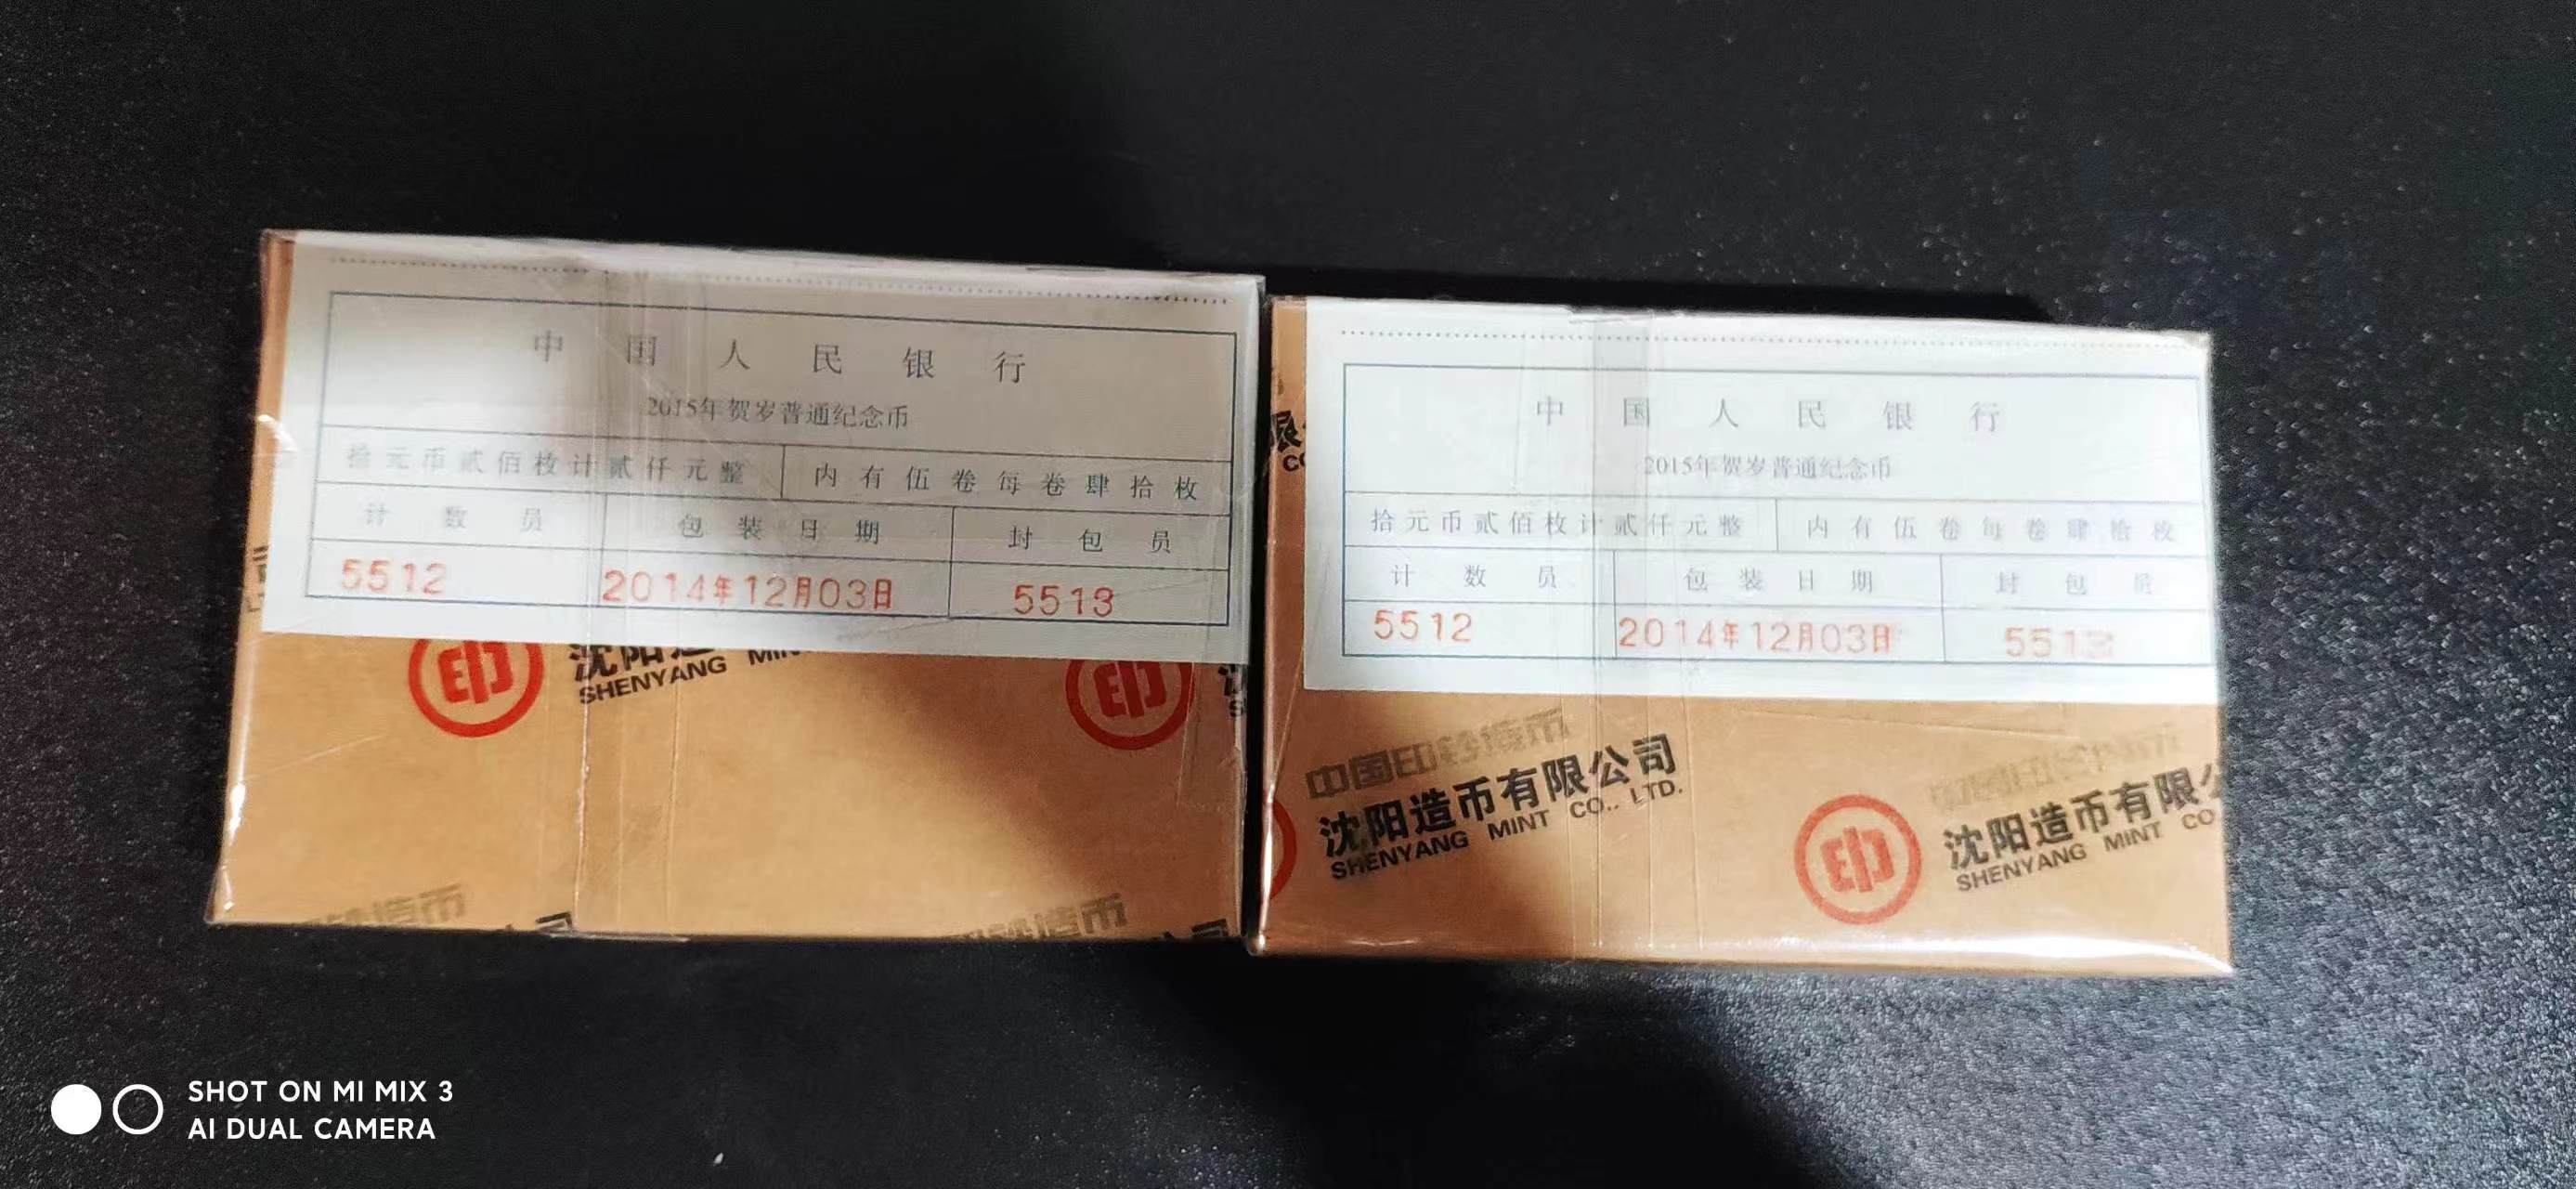 中国人民银行
2015年贺岁普通纪念币
拾元币贰佰枚计贰仟元整 内有伍卷每卷肆拾枚
计数员 包装日期 封包员
5512 2014年12月03日 5513
SHENYANG MIN
造币
造币
中国人民银行
2015年贺岁普通纪念币
拾元币贰佰枚计贰仟元整 内有伍卷每卷肆拾枚
计数员 包装日期 封包员
5512 2014年12月03日 5513
中国印钞造币
沈阳造币有限公司
SHENYANG MINT CO., LTD.
沈阳造币有限公
SHENYANG MINT CO
SHOT ON MI MIX 3
AI DUAL CAMERA